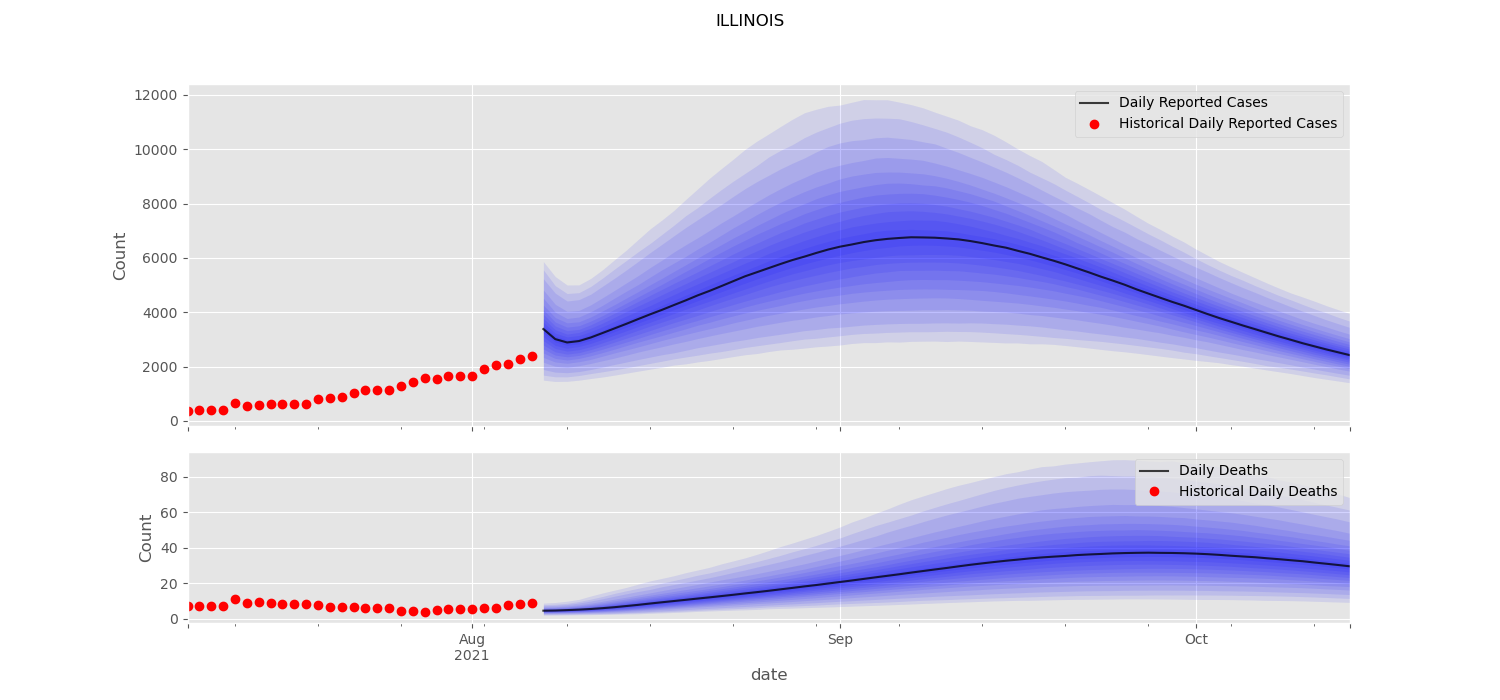 ILLINOIS
12000
10000
8000
6000
4000
2000
0
Count
Daily Reported Cases
Historical Daily Reported Cases
80
60
40
20
0
Count
Daily Deaths
Historical Daily Deaths
Aug
2021
Sep
Oct
date